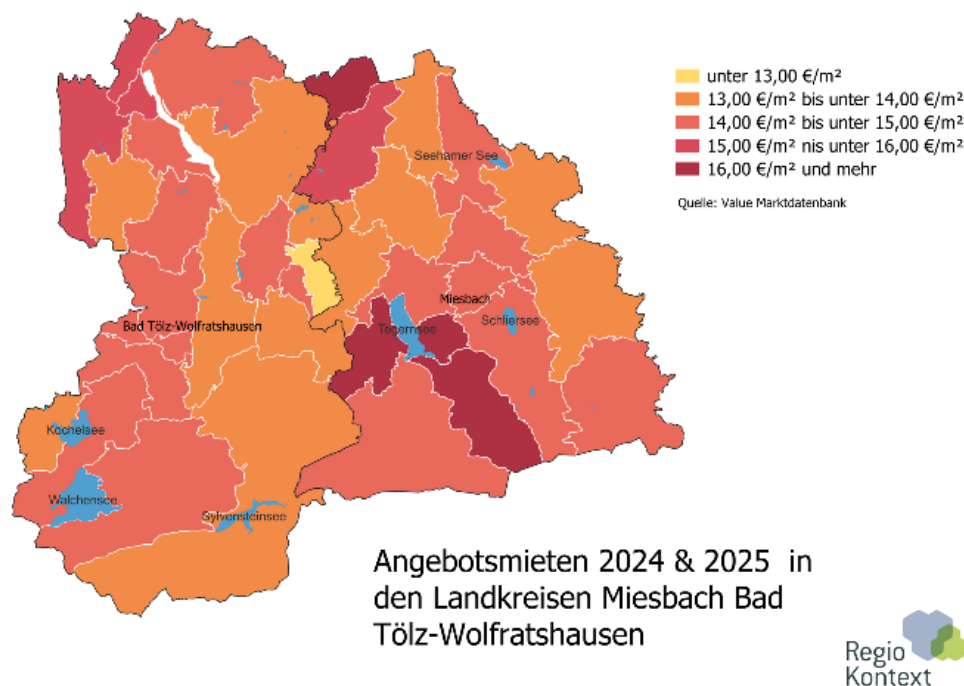 unter 13,00 €/m²
13,00 €/m² bis unter 14,00 €/m²
14,00 €/m² bis unter 15,00 €/m²
15,00 €/m² nis unter 16,00 €/m²
16,00 €/m² und mehr
Quelle: Value Marktdatenbank
Seehamer See
Miesbach
Schliersee
Tegernsee
Bad Tölz-Wolfratshausen
Kochelsee
Walchensee
Sylvensteinsee
Angebotsmieten 2024 & 2025 in
den Landkreisen Miesbach Bad
Tölz-Wolfratshausen
Regio
Kontext